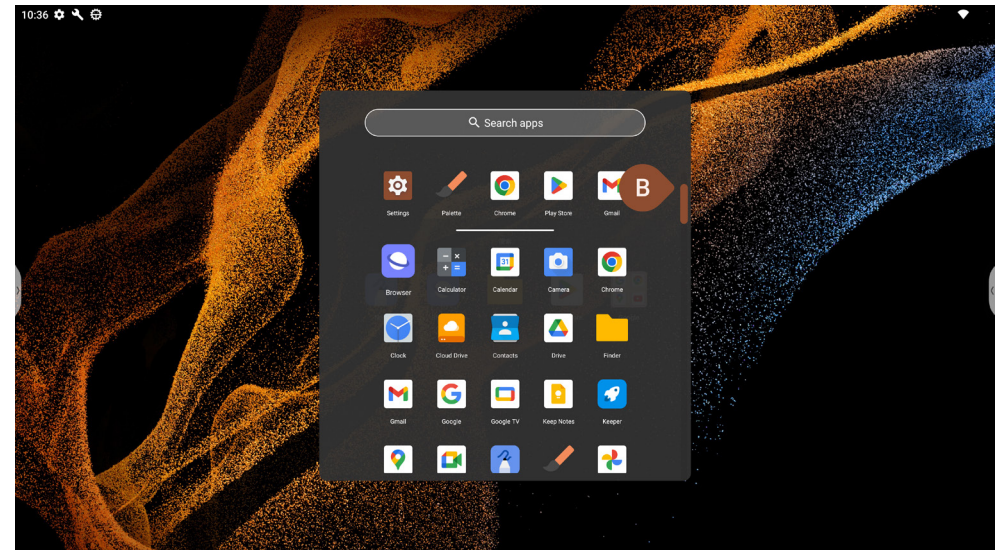 10:36
Search apps
Settings Palette Chrome Play Store Gmail
B
31
Browser Calculator Calendar Camera Chrome
Clock Cloud Drive Contacts Drive Finder
Gmail Google Google TV Keep Notes Keeper